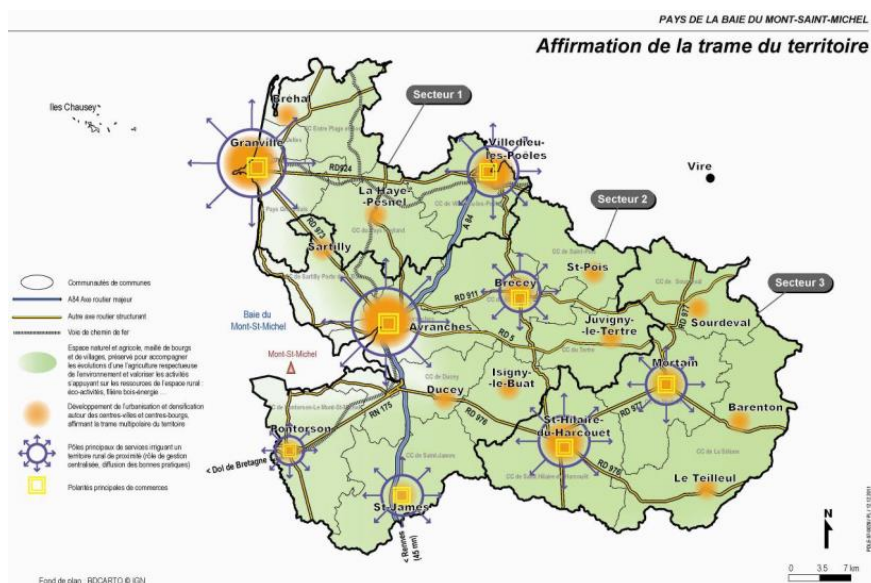 PAYS DE LA BAIE DU MONT-SAINT-MICHEL
Affirmation de la trame du territoire
Iles Chausey
Bréhal
Secteur 1
Granville
Villedieu-
les-Poëles
RD924
Vire
La Haye-
-Pesnel
Secteur 2
A 84
RD 973
Sartilly
St-Pois
Secteur 3
Brecey
RD 911
RD 977
Sourdeval
Baie du
Mont-St-Michel
Avranches
RD 5
Juvigny-
le-Tertre
Mont-St-Michel
Mortain
Isigny-
le-Buat
Ducey
RN 175
RD 976
St-Hilaire-
du-Harcouet
RD 977
Barenton
Pontorson
< Dol de Bretagne
RD 976
Le Teilleul
St-James
< Rennes
(45 mn)
Communautés de communes
A84 Axe routier majeur
Autre axe routier structurant
Voie de chemin de fer
Espace naturel et agricole, maillé de bourgs
et de villages, préservé pour accompagner
les évolutions d'une l'agriculture respectueuse
de l'environnement et valoriser les activités
s'appuyant sur les ressources de l'espace rural :
éco-activités, filière bois-énergie ...
Développement de l'urbanisation et densification
autour des centres-villes et centres-bourgs,
affirmant la trame multipolaire du territoire
Pôles principaux de services irriguant un
territoire rural de proximité (rôle de gestion
centralisée, diffusion des bonnes pratiques)
Polarités principales de commerces
N
0 3.5 7 km
Fond de plan : BDCARTO © IGN